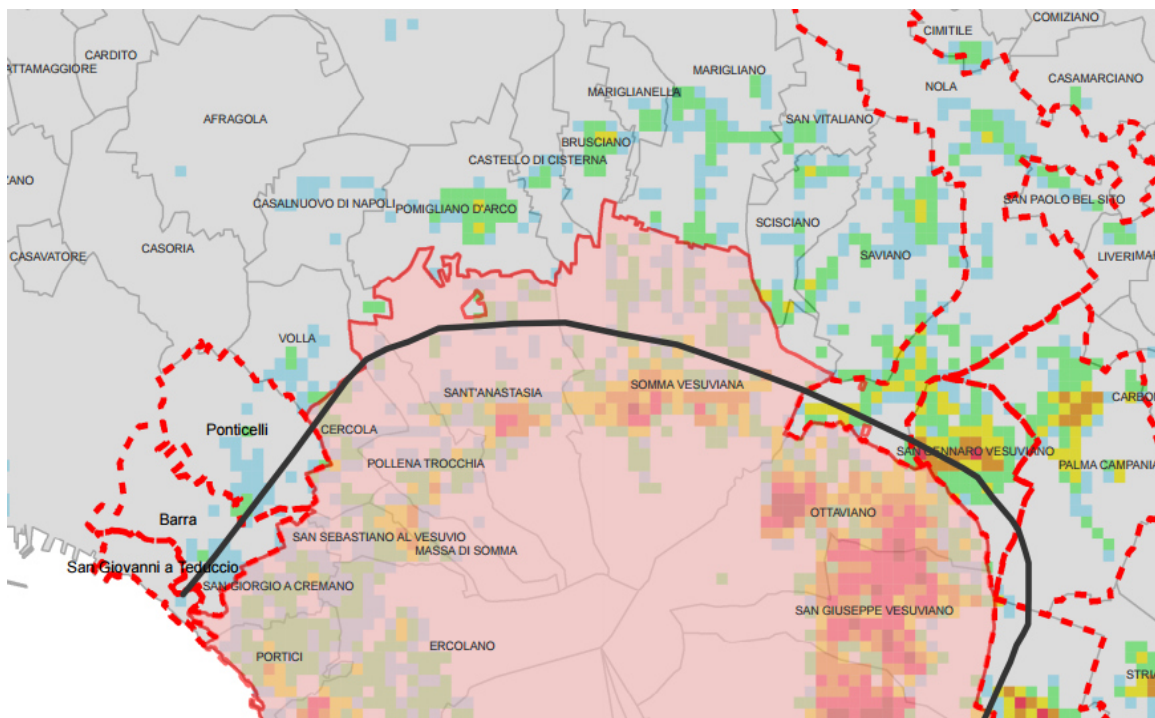 COMIZIANO
CIMITILE
CARDITO
ATTAMAGGIORE
MARIGLIANO
CASAMARCIANO
NOLA
MARIGLIANELLA
AFRAGOLA
SAN VITALIANO
BRUSCIANO
CASTELLO DI CISTERNA
ZANO
CASALNUOVO DI NAPOLI
POMIGLIANO D'ARCO
SAN PAOLO BEL SITO
SCISCIANO
CASORIA
CASAVATORE
SAVIANO
LIVERI
MAR
VOLLA
SOMMA VESUVIANA
SANT'ANASTASIA
CARBO
Ponticelli
CERCOLA
SAN GENNARO VESUVIANO
POLLENA TROCCHIA
PALMA CAMPANIA
OTTAVIANO
Barra
SAN SEBASTIANO AL VESUVIO
MASSA DI SOMMA
San Giovanni a Teduccio
SAN GIORGIO A CREMANO
SAN GIUSEPPE VESUVIANO
ERCOLANO
PORTICI
STRIA